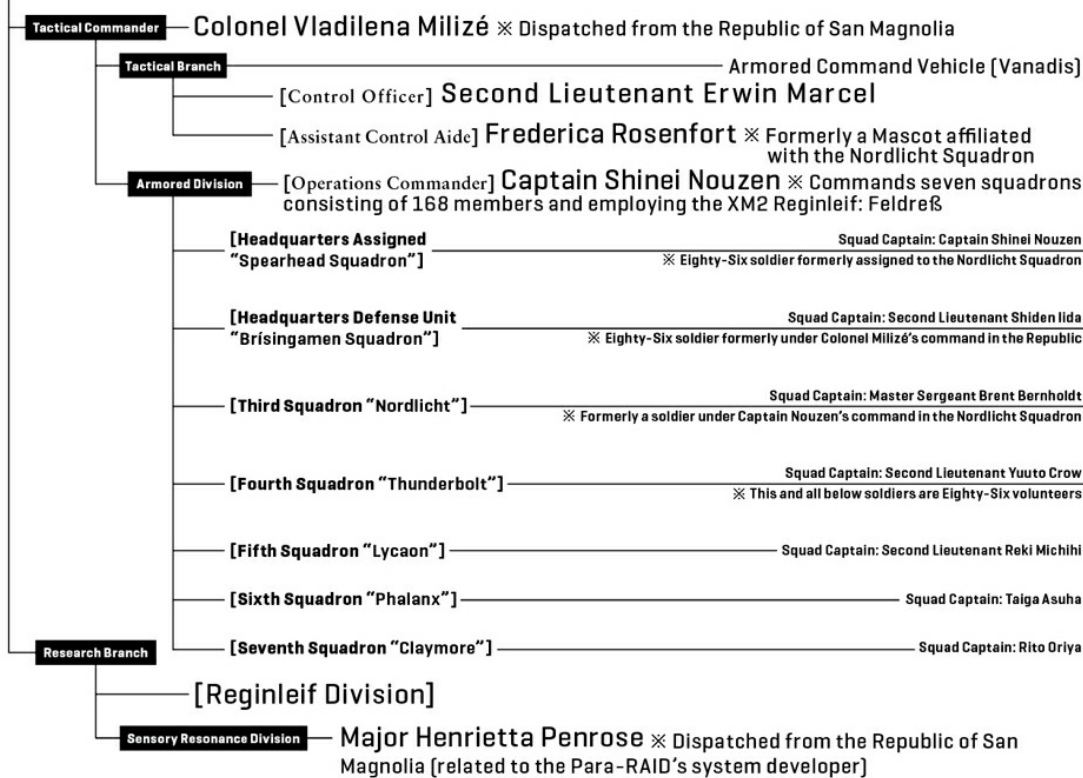 Tactical Commander Colonel Vladilena Milizé ※ Dispatched from the Republic of San Magnolia
Tactical Branch Armored Command Vehicle (Vanadis)
[Control Officer] Second Lieutenant Erwin Marcel
[Assistant Control Aide] Frederica Rosenfort ※ Formerly a Mascot affiliated
with the Nordlicht Squadron
Armored Division [Operations Commander] Captain Shinei Nouzen ※ Commands seven squadrons
consisting of 168 members and employing the XM2 Reginleif: Feldreß
[Headquarters Assigned
“Spearhead Squadron”]
Squad Captain: Captain Shinei Nouzen
※ Eighty-Six soldier formerly assigned to the Nordlicht Squadron
[Headquarters Defense Unit
“Brísingamen Squadron”]
Squad Captain: Second Lieutenant Shiden Iida
※ Eighty-Six soldier formerly under Colonel Milizé’s command in the Republic
[Third Squadron “Nordlicht”]
Squad Captain: Master Sergeant Brent Bernholdt
※ Formerly a soldier under Captain Nouzen’s command in the Nordlicht Squadron
[Fourth Squadron “Thunderbolt”]
Squad Captain: Second Lieutenant Yuuto Crow
※ This and all below soldiers are Eighty-Six volunteers
[Fifth Squadron “Lycaon”] Squad Captain: Second Lieutenant Reki Michihi
[Sixth Squadron “Phalanx”] Squad Captain: Taiga Asuha
[Seventh Squadron “Claymore”] Squad Captain: Rito Oriya
Research Branch
[Reginleif Division]
Sensory Resonance Division Major Henrietta Penrose ※ Dispatched from the Republic of San
Magnolia (related to the Para-RAID’s system developer)